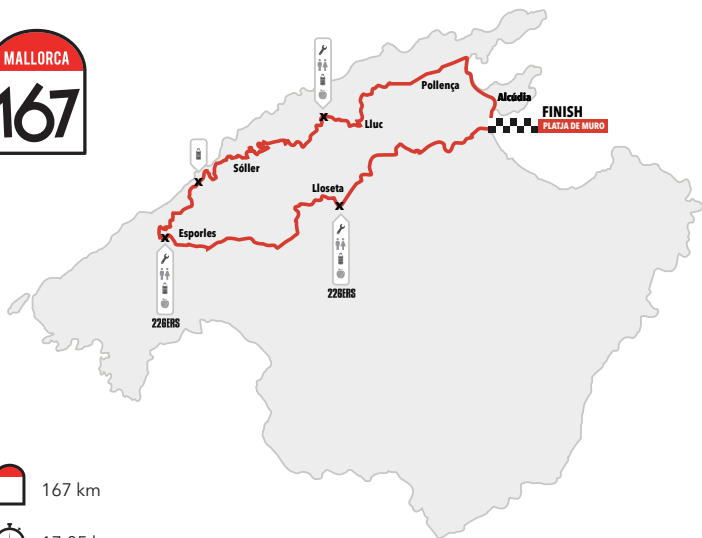 MALLORCA
167
Pollença
Alcúdia
FINISH
PLATJA DE MURO
Lluc
Sóller
Lloseta
Esporles
226ERS
226ERS
167 km